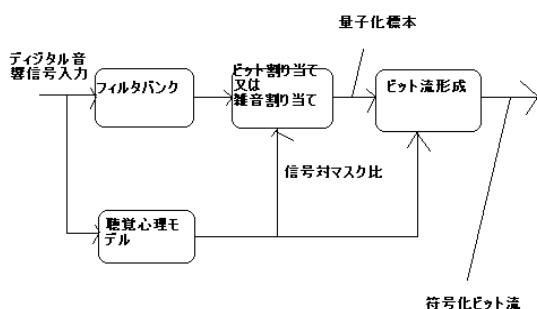 量子化標本
ディジタル音
響信号入力
フィルタバンク
ビット割り当て
又は
雑音割り当て
ビット流形成
信号対マスク比
聴覚心理モ
デル
符号化ビット流